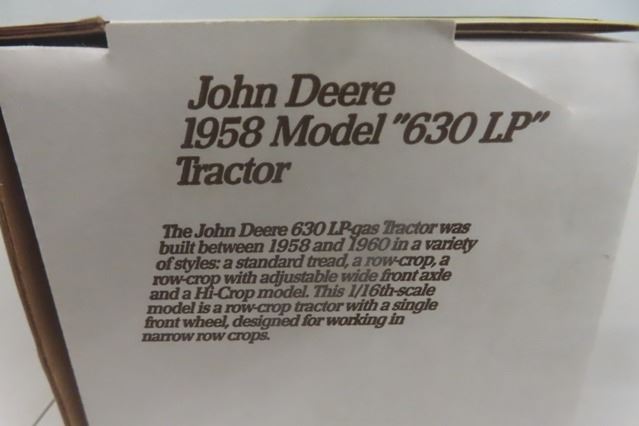 John Deere
1958 Model "630 LP"
Tractor
The John Deere 630 LP-gas Tractor was
built between 1958 and 1960 in a variety
of styles: a standard tread, a row-crop, a
row-crop with adjustable wide front axle
and a Hi-Crop model. This 1/16th-scale
model is a row-crop tractor with a single
front wheel, designed for working in
narrow row crops.